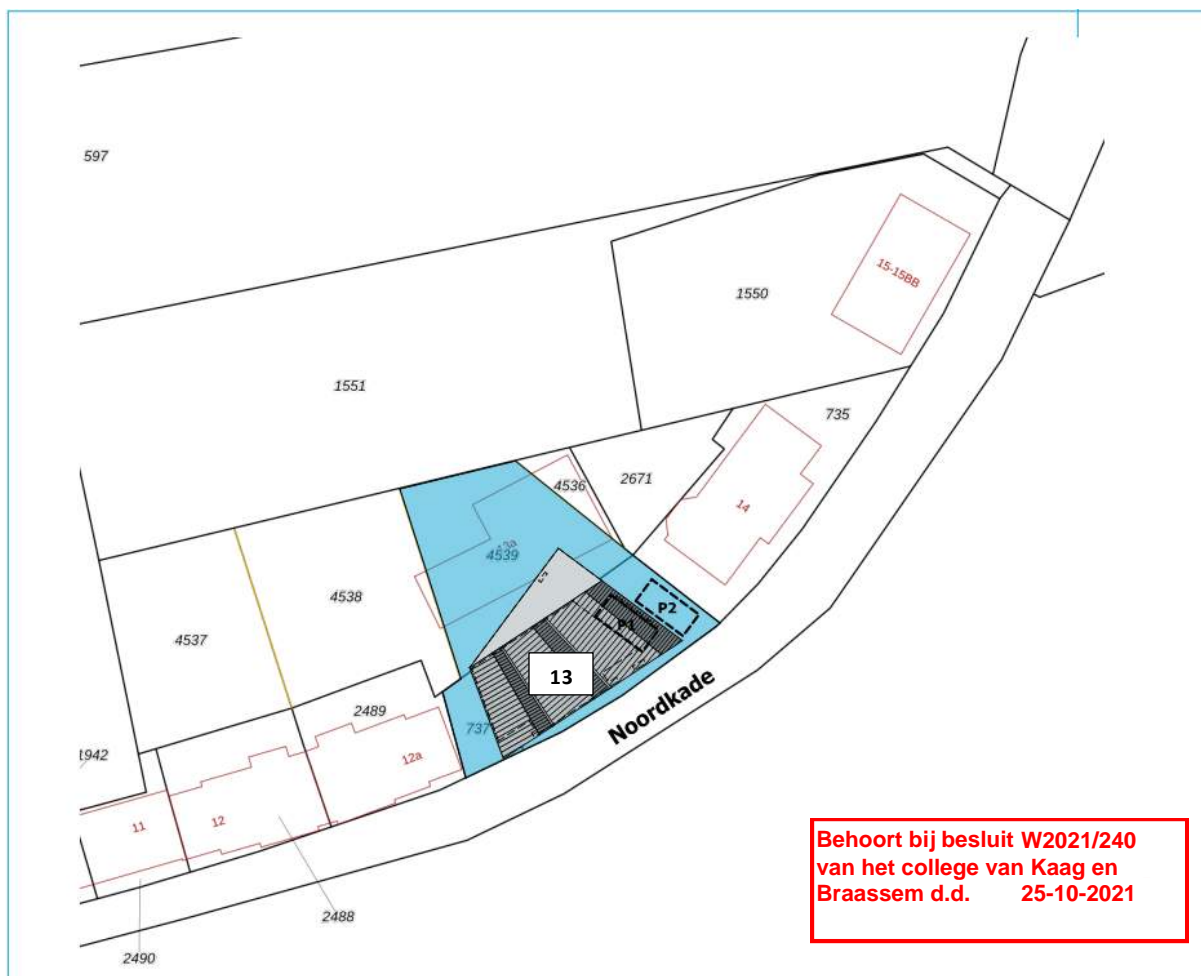 597
15-15BB
1550
1551
735
4536
2671
14
13a
4539
4538
P2
P1
4537
13
Noordkade
2489
737
12a
1942
11
12
2488
2490
Behoort bij besluit W2021/240
van het college van Kaag en
Braassem d.d. 25-10-2021